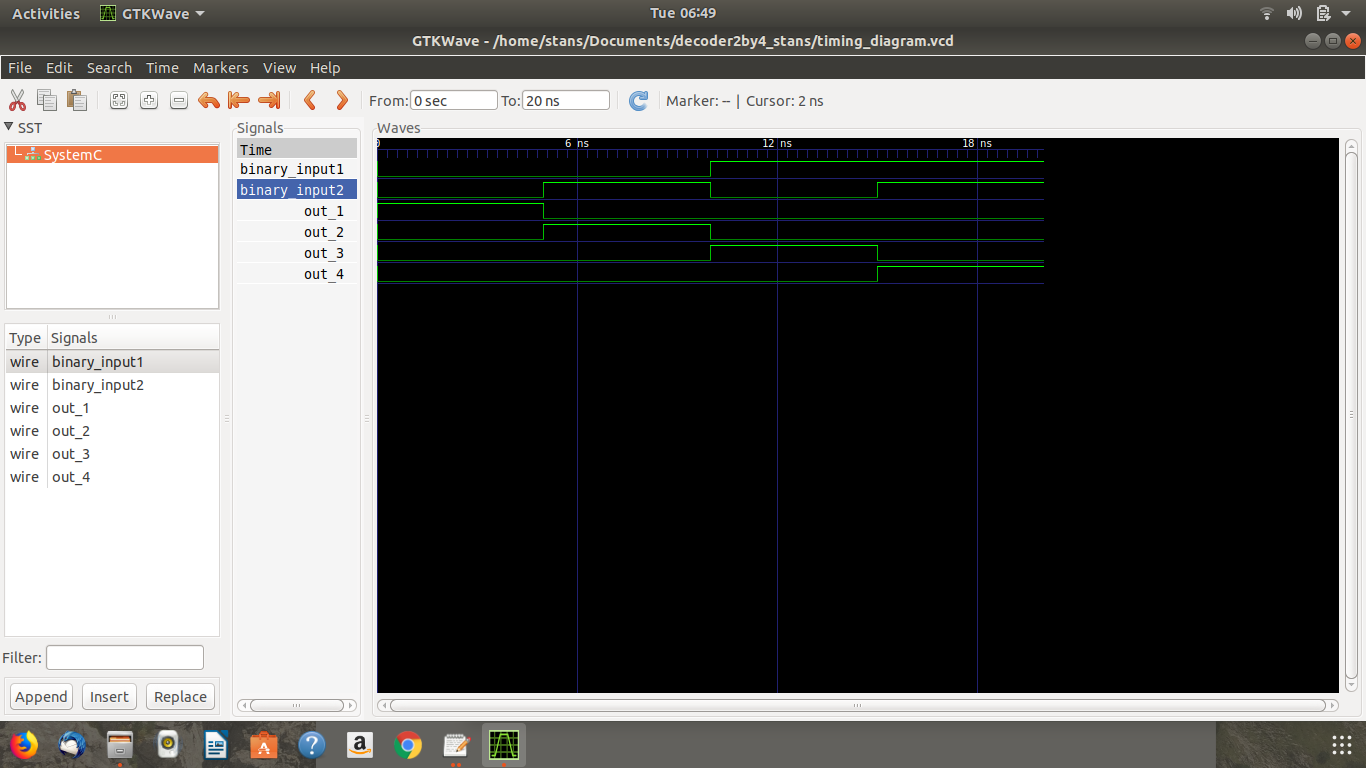 Activities GTKWave Tue 06:49
GTKWave - /home/stans/Documents/decoder2by4_stans/timing_diagram.vcd
File Edit Search Time Markers View Help
From: 0 sec To: 20 ns Marker: -- | Cursor: 2 ns
SST
SystemC
Type Signals
wire binary_input1
wire binary_input2
wire out_1
wire out_2
wire out_3
wire out_4
Filter:
Append Insert Replace
Signals
Time
binary_input1
binary_input2
out_1
out_2
out_3
out_4
Waves
0 6 ns 12 ns 18 ns